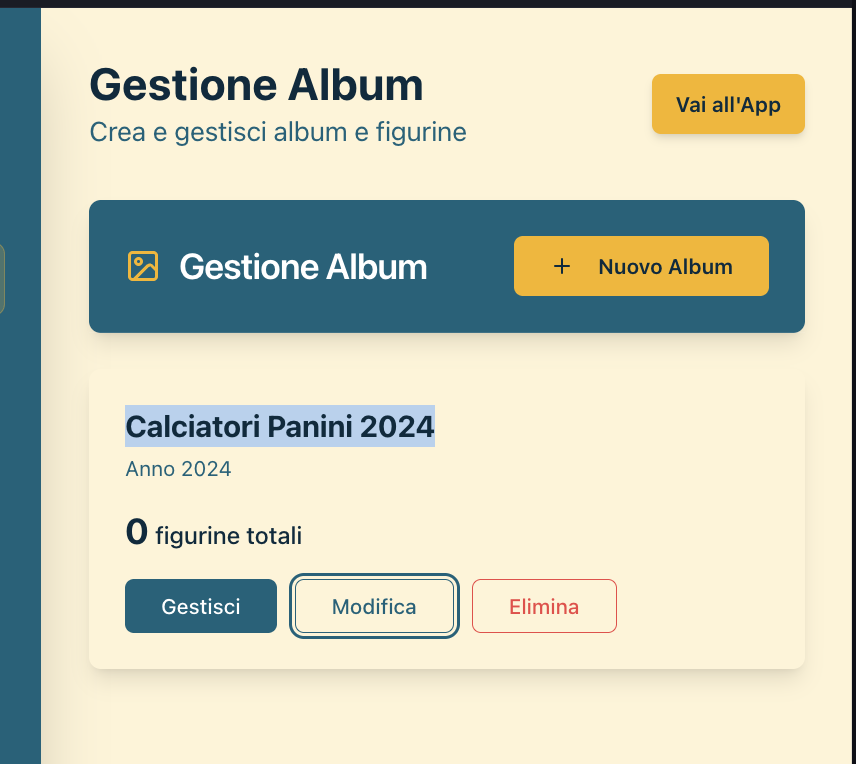 Gestione Album
Crea e gestisci album e figurine
Vai all'App
Gestione Album
+ Nuovo Album
Calciatori Panini 2024
Anno 2024
0 figurine totali
Gestisci
Modifica
Elimina